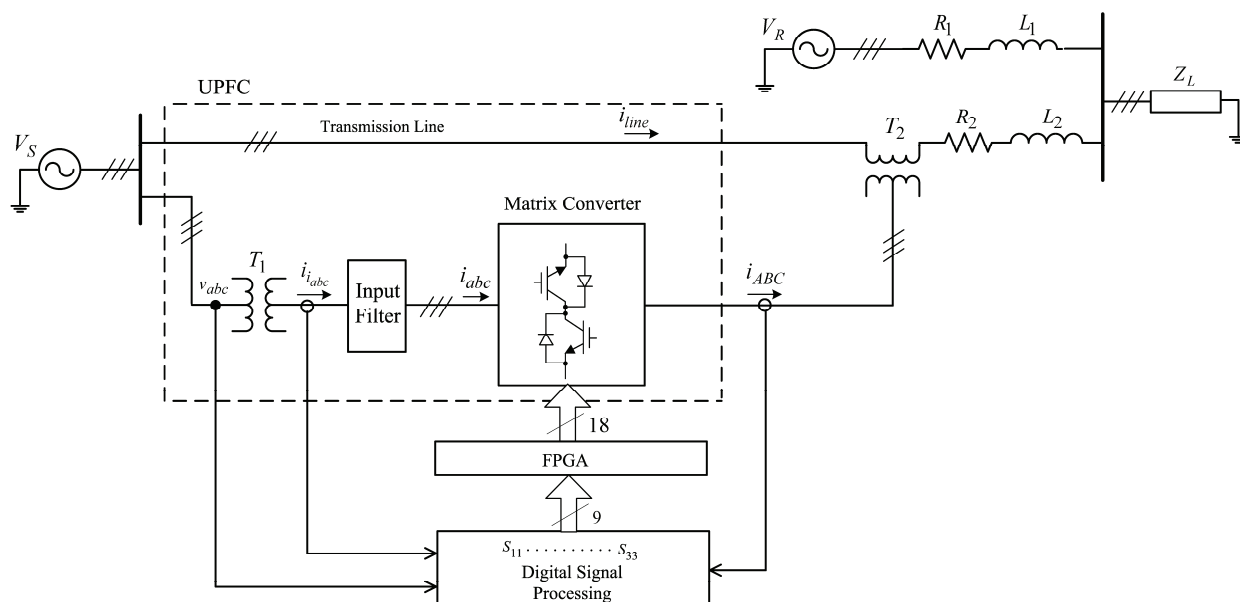 V_R
R_1
L_1
UPFC
Z_L
Transmission Line
i_line
T_2
R_2
L_2
V_S
Matrix Converter
T_1
v_abc
i_i_abc
i_abc
i_ABC
Input
Filter
18
FPGA
9
S_11 . . . . . . . . . . S_33
Digital Signal
Processing